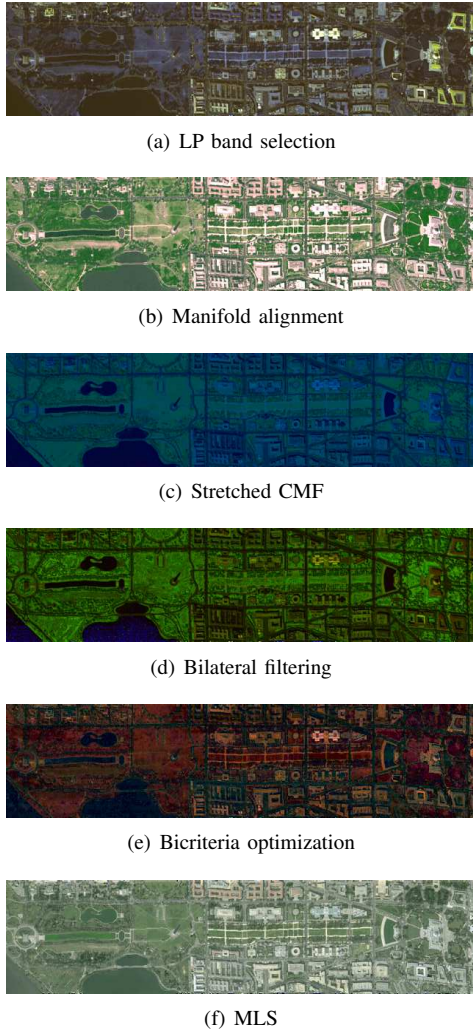 (a) LP band selection
(b) Manifold alignment
(c) Stretched CMF
(d) Bilateral filtering
(e) Bicriteria optimization
(f) MLS